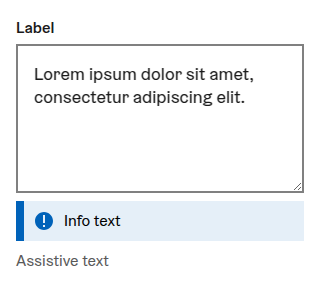 Label
Lorem ipsum dolor sit amet,
consectetur adipiscing elit.
Info text
Assistive text